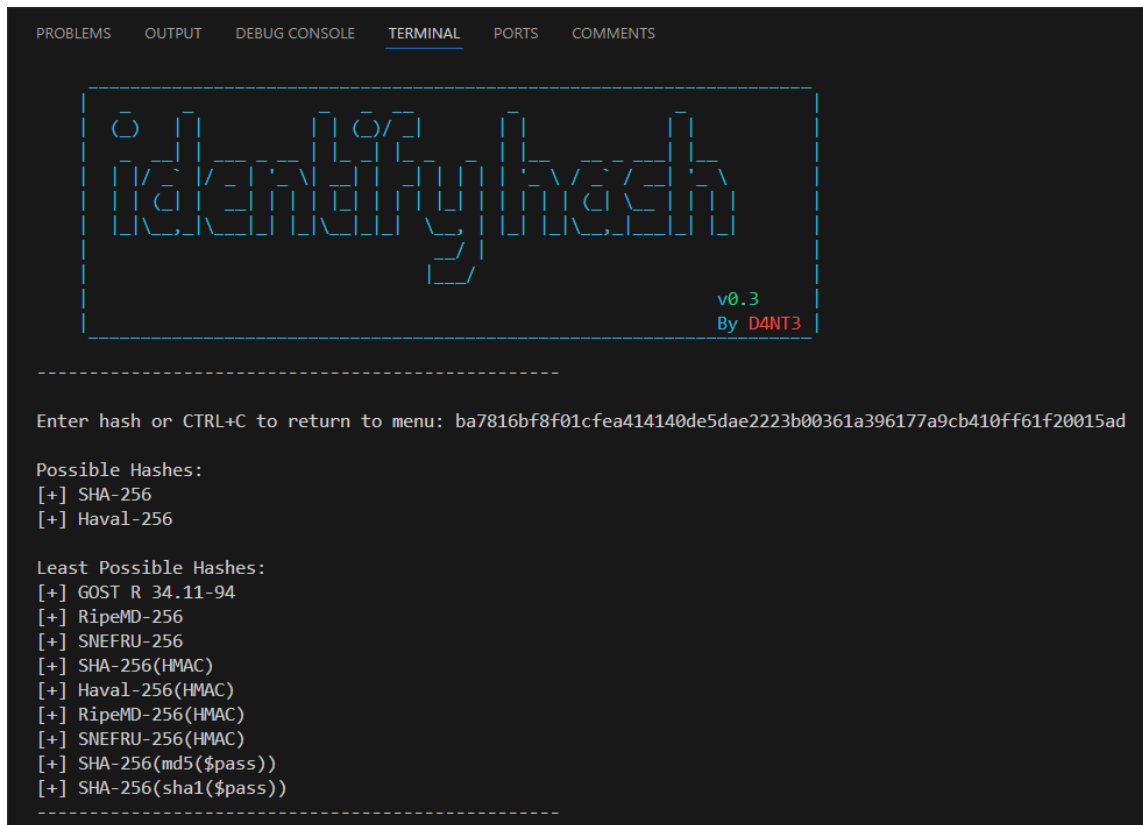 PROBLEMS OUTPUT DEBUG CONSOLE TERMINAL PORTS COMMENTS
identifyhash
v0.3
By D4NT3
--------------------------------------------------
Enter hash or CTRL+C to return to menu: ba7816bf8f01cfea414140de5dae2223b00361a396177a9cb410ff61f20015ad
Possible Hashes:
[+] SHA-256
[+] Haval-256
Least Possible Hashes:
[+] GOST R 34.11-94
[+] RipeMD-256
[+] SNEFRU-256
[+] SHA-256(HMAC)
[+] Haval-256(HMAC)
[+] RipeMD-256(HMAC)
[+] SNEFRU-256(HMAC)
[+] SHA-256(md5($pass))
[+] SHA-256(sha1($pass))
--------------------------------------------------